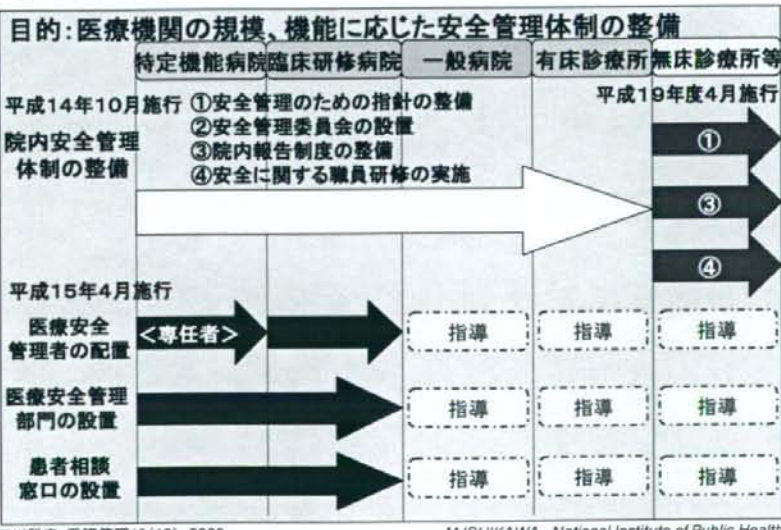 目的:医療機関の規模、機能に応じた安全管理体制の整備
特定機能病院 臨床研修病院 一般病院 有床診療所 無床診療所等
平成14年10月施行
①安全管理のための指針の整備
平成19年度4月施行
院内安全管理
体制の整備
②安全管理委員会の設置
③院内報告制度の整備
④安全に関する職員研修の実施
①
③
④
平成15年4月施行
医療安全
管理者の配置
<専任者>
指導 指導 指導
医療安全管理
部門の設置
指導 指導 指導
患者相談
窓口の設置
指導 指導 指導
National Institute of Public Health